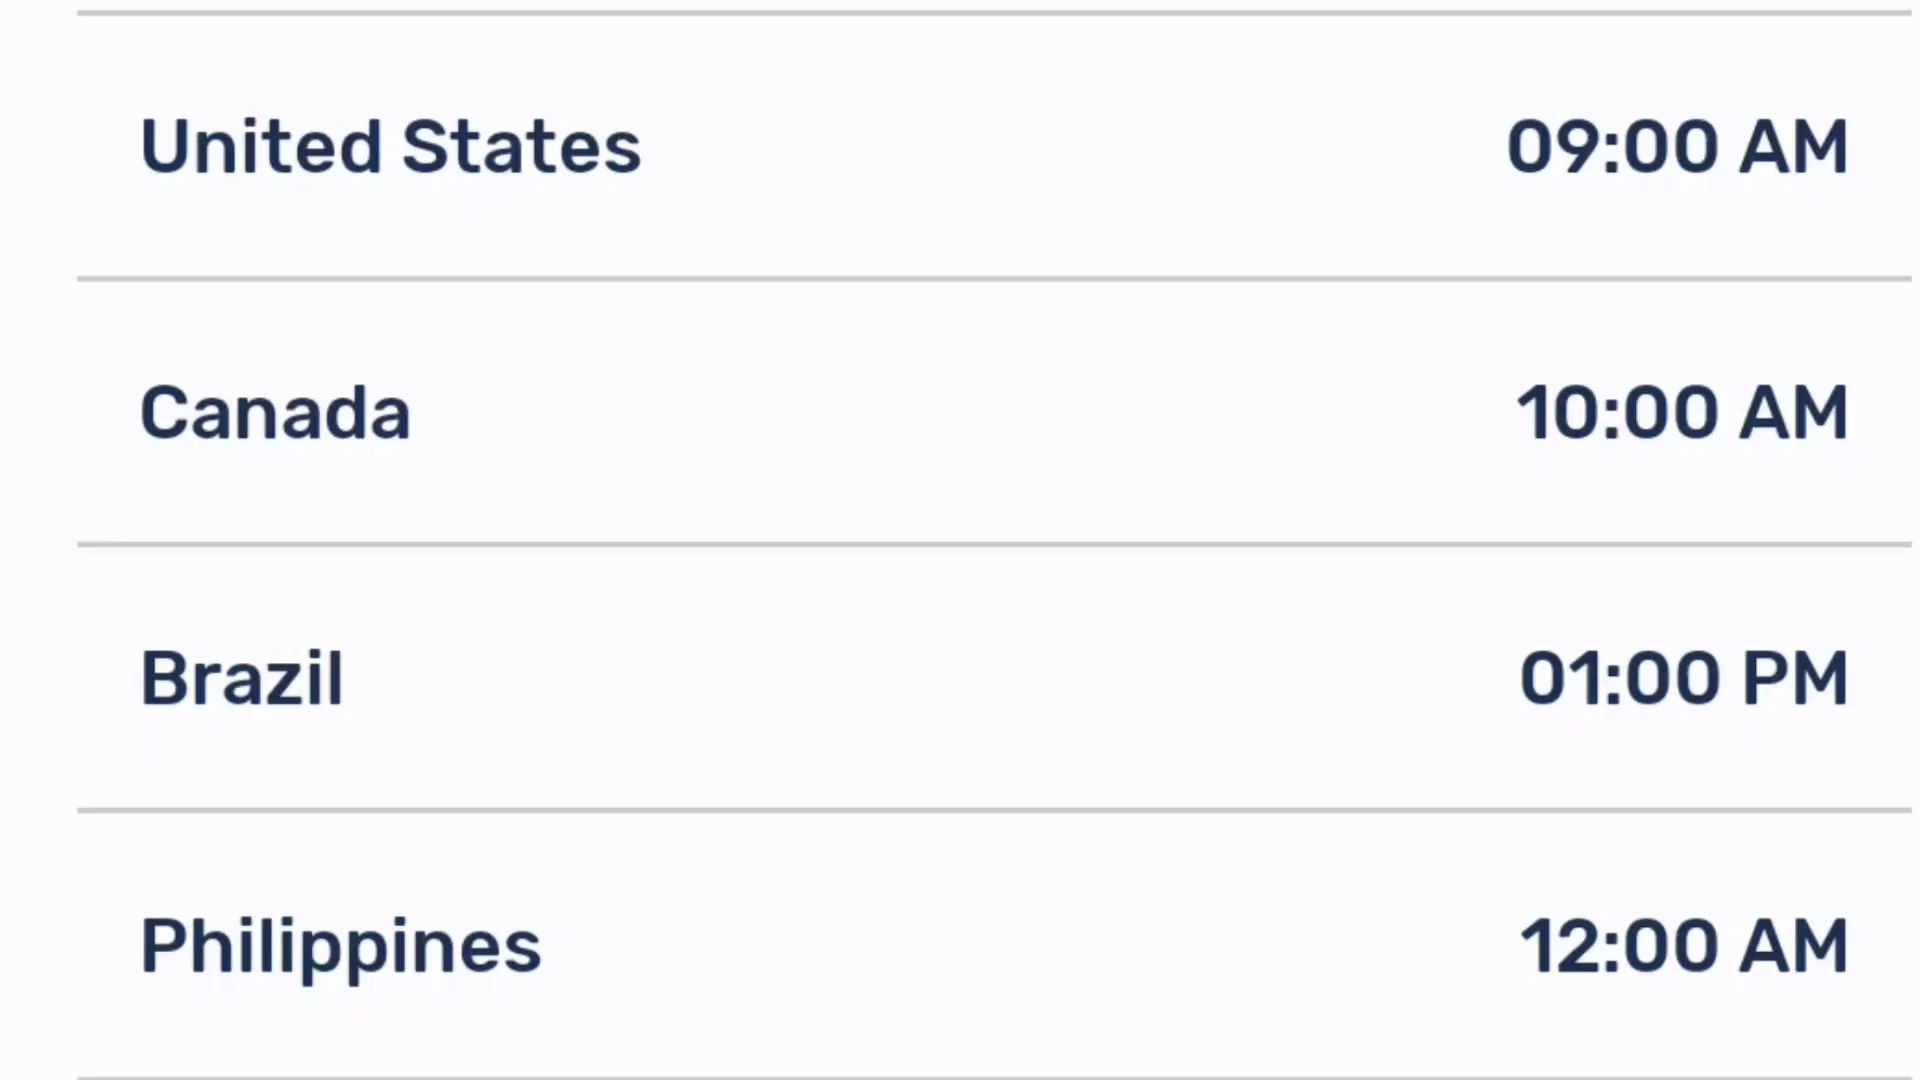 United States 09:00 AM
Canada 10:00 AM
Brazil 01:00 PM
Philippines 12:00 AM